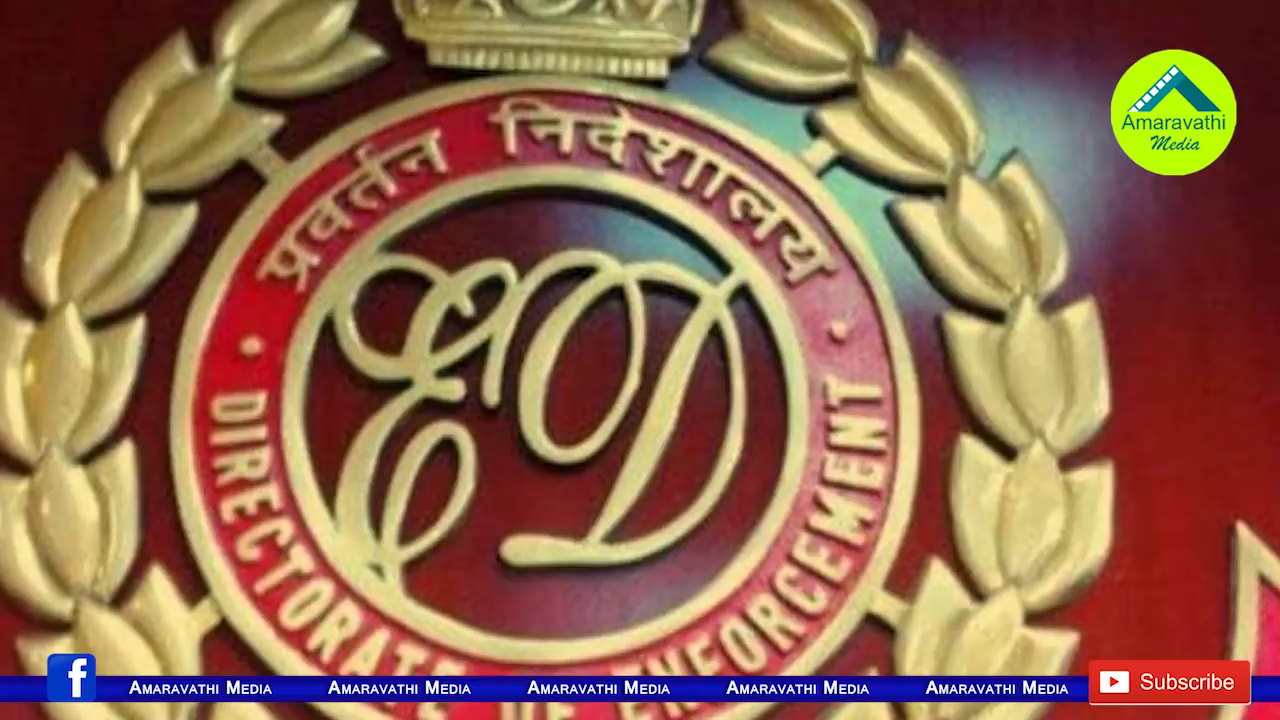 प्रवर्तन निदेशालय
ED
DIRECTORATE OF ENFORCEMENT
Amaravathi
Media
f
AMARAVATHI MEDIA AMARAVATHI MEDIA AMARAVATHI MEDIA AMARAVATHI MEDIA AMARAVATHI MEDIA
Subscribe